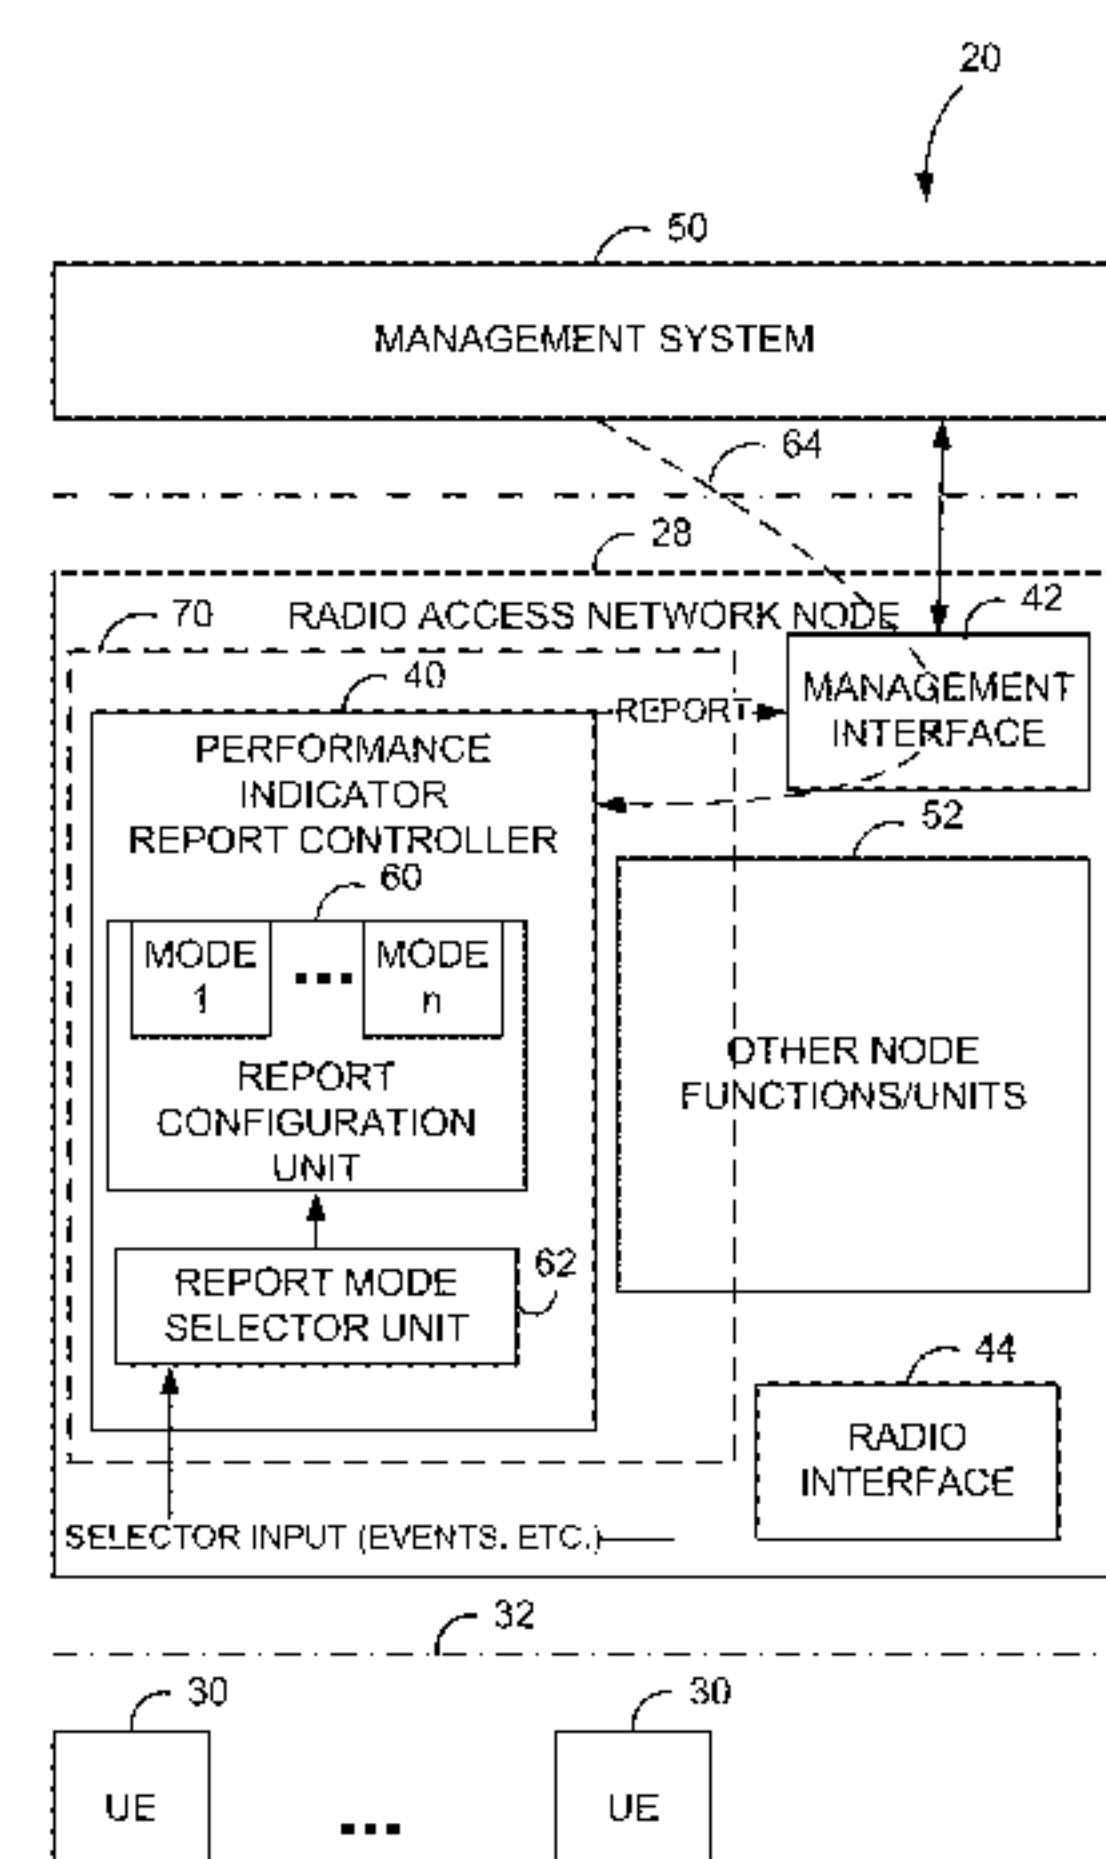 20
50
MANAGEMENT SYSTEM
64
28
RADIO ACCESS NETWORK NODE
70
42
40
MANAGEMENT
INTERFACE
REPORT
PERFORMANCE
INDICATOR
REPORT CONTROLLER
52
60
MODE
1
...
MODE
n
REPORT
CONFIGURATION
UNIT
OTHER NODE
FUNCTIONS/UNITS
REPORT MODE
SELECTOR UNIT
62
44
RADIO
INTERFACE
SELECTOR INPUT (EVENTS. ETC.)
32
30
30
UE
...
UE